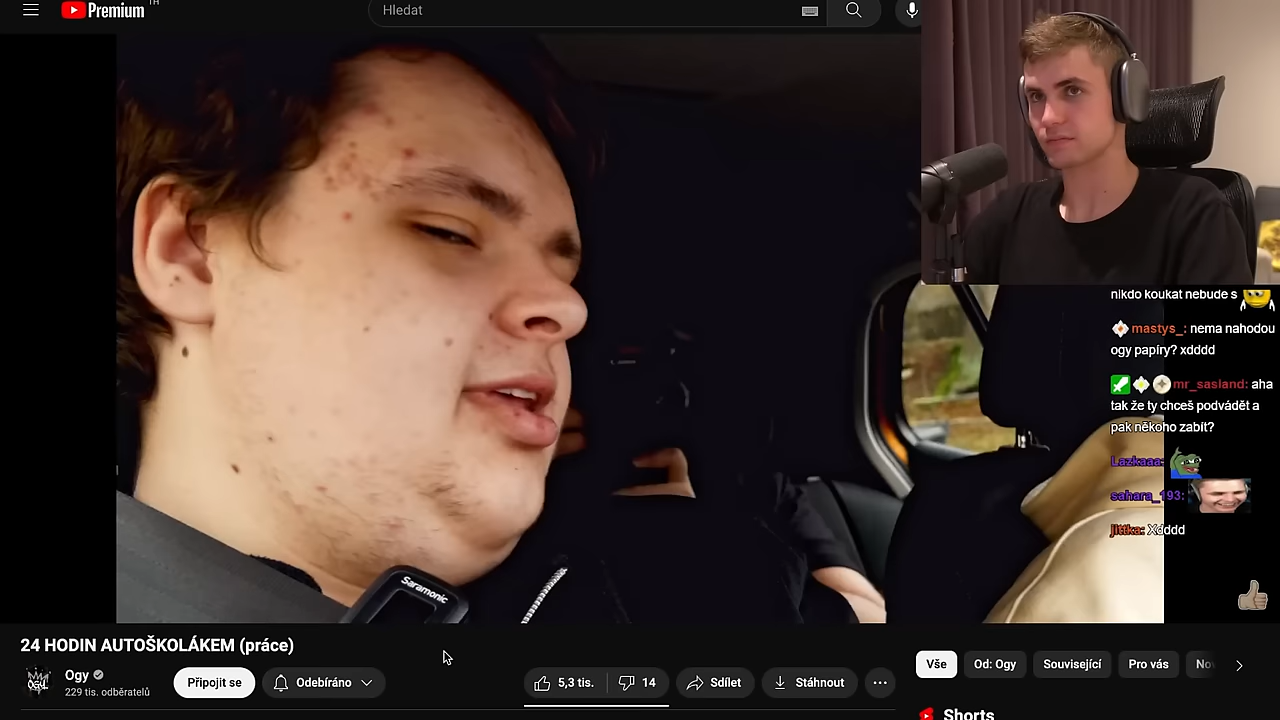 Premium TH
Hledat
nikdo koukat nebude s
mastys_: nema nahodou
ogy papíry? xdddd
mr_sasland: aha
tak že ty chceš podvádět a
pak někoho zabít?
Lazkaaa:
sahara_193:
jittka: Xdddd
Saramonic
24 HODIN AUTOŠKOLÁKEM (práce)
Ogy
229 tis. odběratelů
Připojit se
Odebíráno
5,3 tis.
14
Sdílet
Stáhnout
Vše
Od: Ogy
Související
Pro vás
Shorts